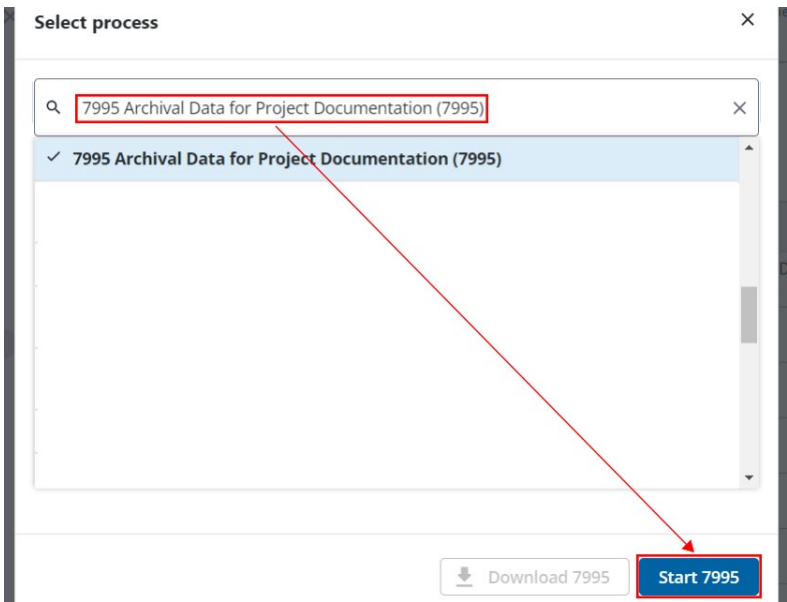 Select process
7995 Archival Data for Project Documentation (7995)
7995 Archival Data for Project Documentation (7995)
Download 7995
Start 7995